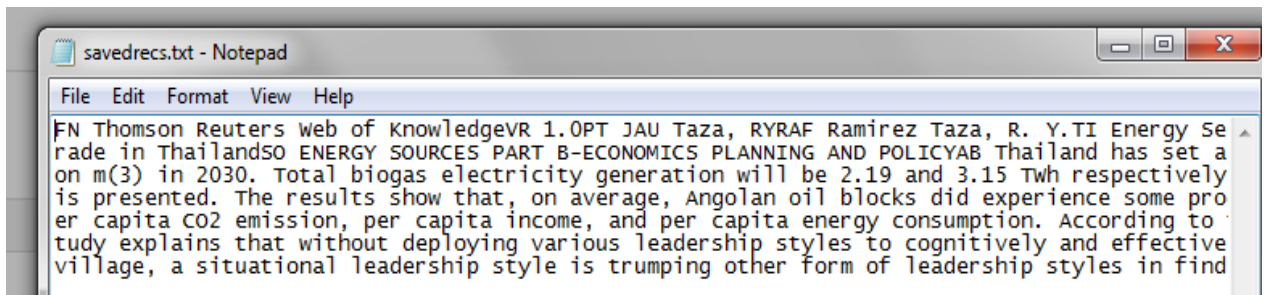 savedrecs.txt - Notepad
File Edit Format View Help
FN Thomson Reuters Web of KnowledgeVR 1.0PT JAU Taza, RYRAF Ramirez Taza, R. Y.TI Energy Se
rade in ThailandSO ENERGY SOURCES PART B-ECONOMICS PLANNING AND POLICYAB Thailand has set a
on m(3) in 2030. Total biogas electricity generation will be 2.19 and 3.15 TWh respectively
is presented. The results show that, on average, Angolan oil blocks did experience some pro
er capita CO2 emission, per capita income, and per capita energy consumption. According to
tudy explains that without deploying various leadership styles to cognitively and effective
village, a situational leadership style is trumping other form of leadership styles in find